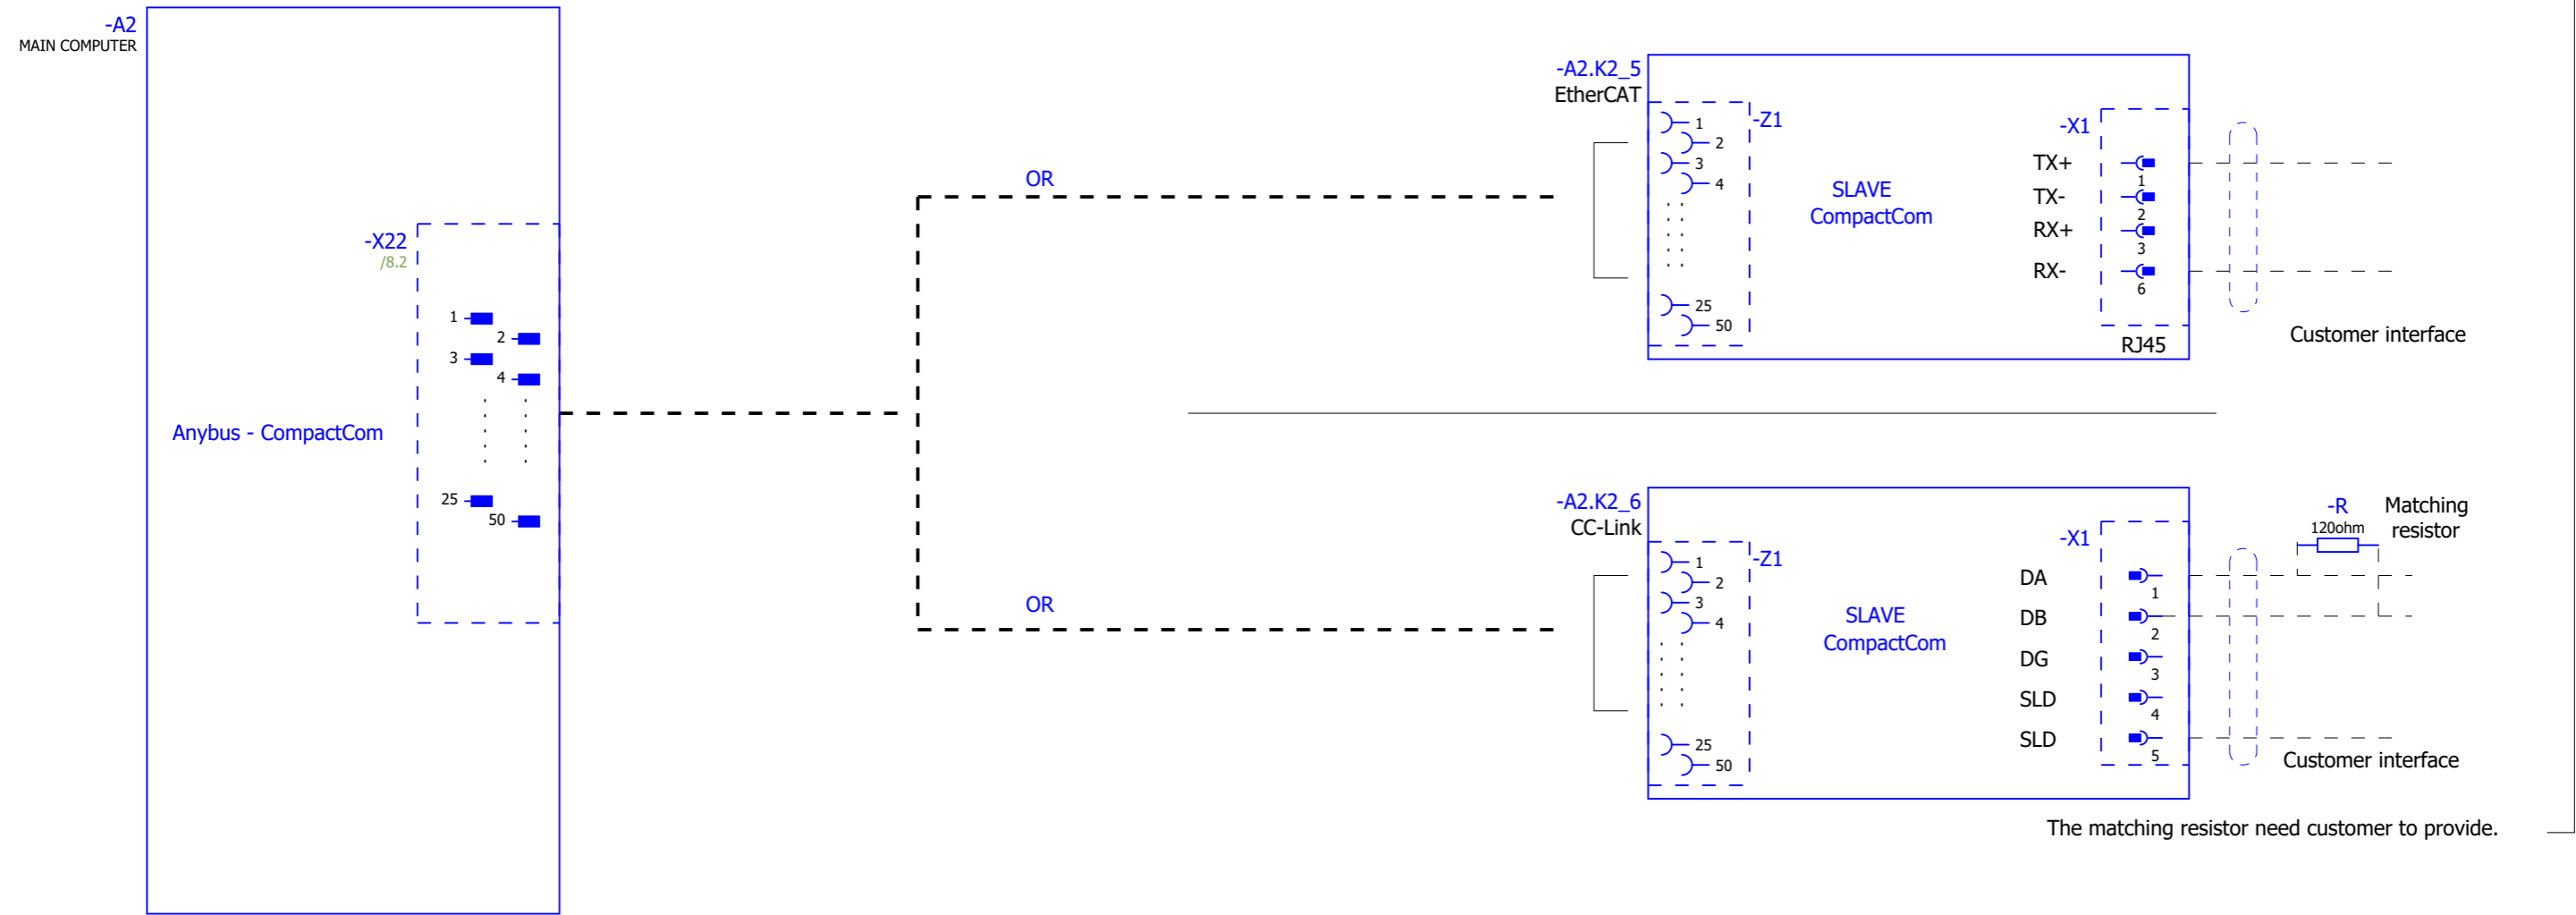 -A2
MAIN COMPUTER
-X22
/8.2
1
2
3
4
25
50
Anybus - CompactCom
OR
OR
-A2.K2_5
EtherCAT
-Z1
1
2
3
4
25
50
SLAVE
CompactCom
-X1
TX+
1
TX-
2
RX+
3
RX-
6
RJ45
Customer interface
-A2.K2_6
CC-Link
-Z1
1
2
3
4
25
50
SLAVE
CompactCom
-X1
DA
1
DB
2
DG
3
SLD
4
SLD
5
-R
120ohm
Matching
resistor
Customer interface
The matching resistor need customer to provide.